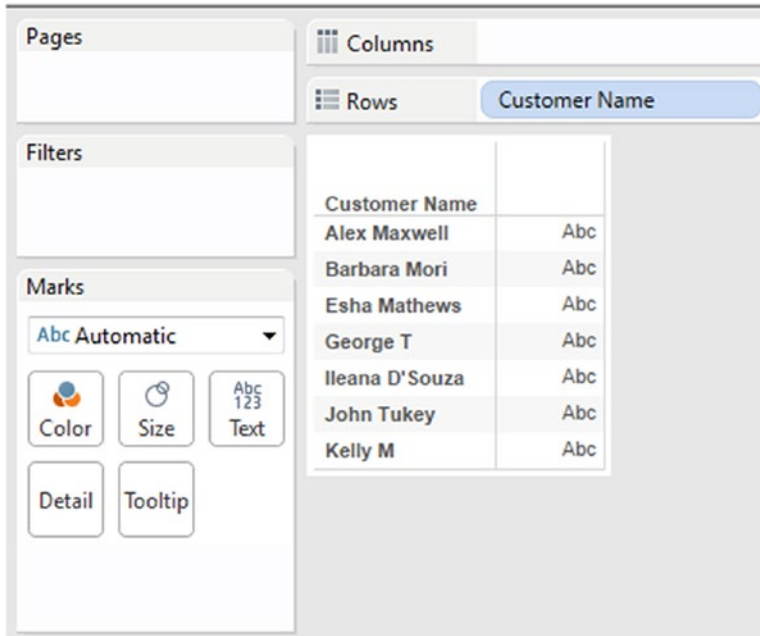 Pages
Columns
Rows
Customer Name
Filters
Customer Name
Alex Maxwell Abc
Barbara Mori Abc
Esha Mathews Abc
George T Abc
Ileana D'Souza Abc
John Tukey Abc
Kelly M Abc
Marks
Abc Automatic
Abc
123
Color Size Text
Detail Tooltip